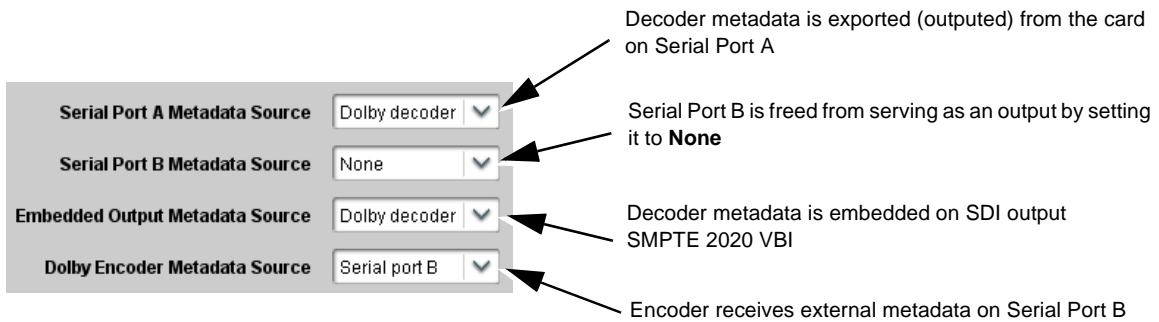 Decoder metadata is exported (outputed) from the card
on Serial Port A
Serial Port A Metadata Source Dolby decoder
Serial Port B is freed from serving as an output by setting
it to None
Serial Port B Metadata Source None
Embedded Output Metadata Source Dolby decoder
Decoder metadata is embedded on SDI output
SMPTE 2020 VBI
Dolby Encoder Metadata Source Serial port B
Encoder receives external metadata on Serial Port B